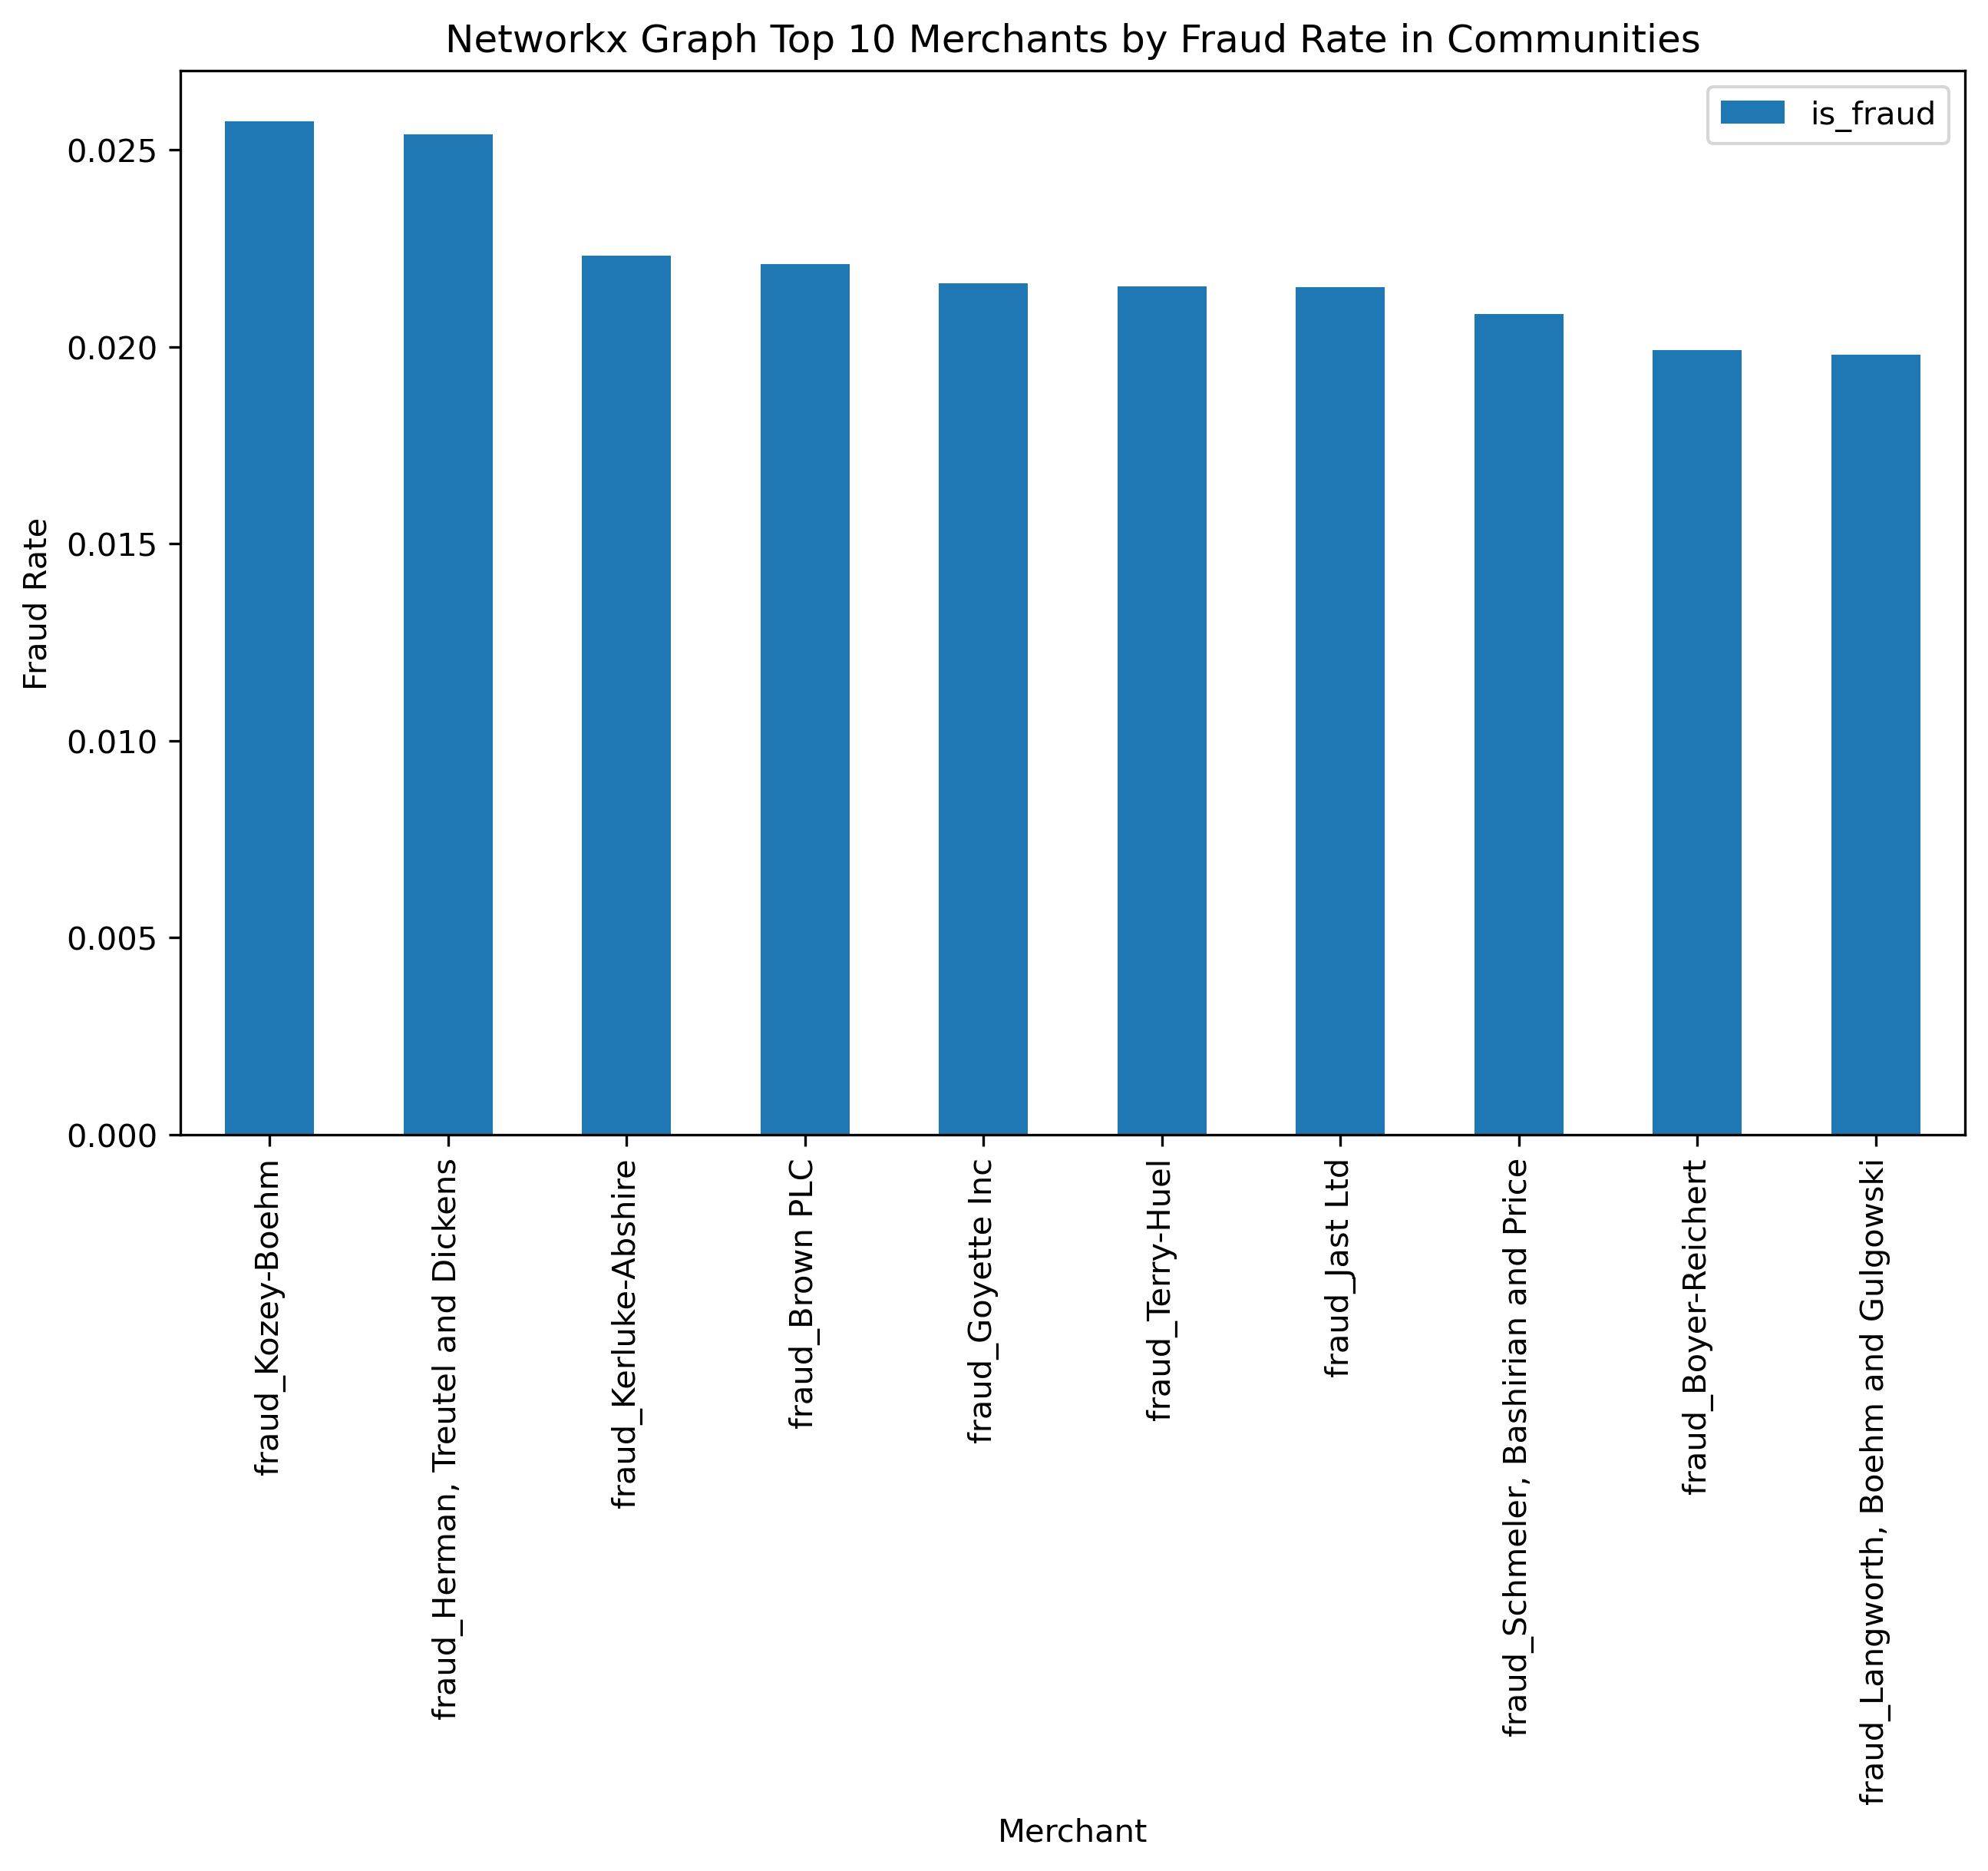 Networkx Graph Top 10 Merchants by Fraud Rate in Communities
is_fraud
Fraud Rate
0.025
0.020
0.015
0.010
0.005
0.000
fraud_Kozey-Boehm
fraud_Herman, Treutel and Dickens
fraud_Kerluke-Abshire
fraud_Brown PLC
fraud_Goyette Inc
fraud_Terry-Huel
fraud_Jast Ltd
fraud_Schmeler, Bashirian and Price
fraud_Boyer-Reichert
fraud_Langworth, Boehm and Gulgowski
Merchant